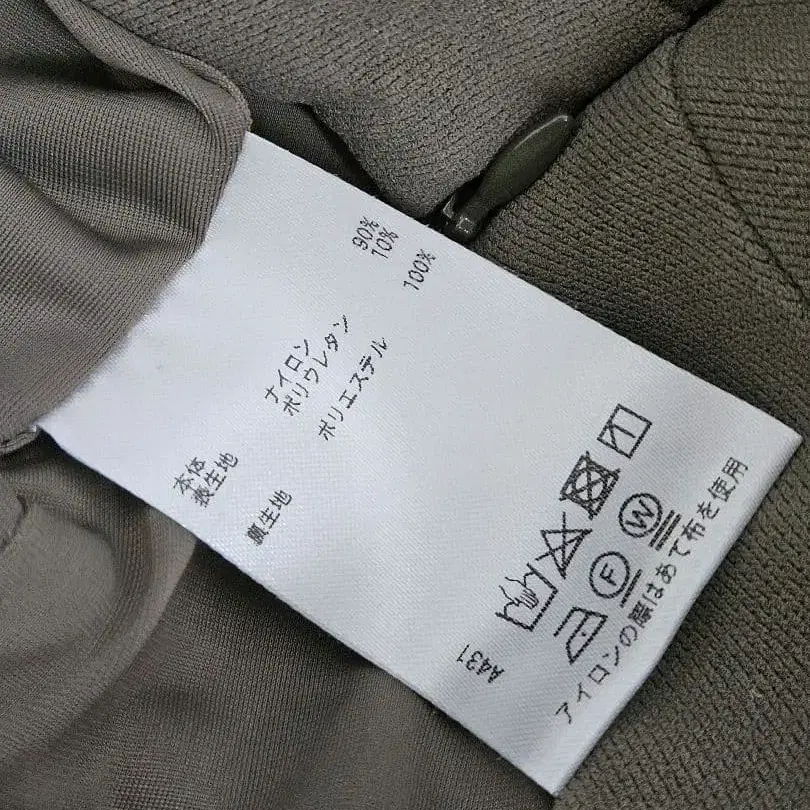 本体
表生地 ナイロン 90%
ポリウレタン 10%
裏生地 ポリエステル 100%
F W
アイロンの際はあて布を使用
A431